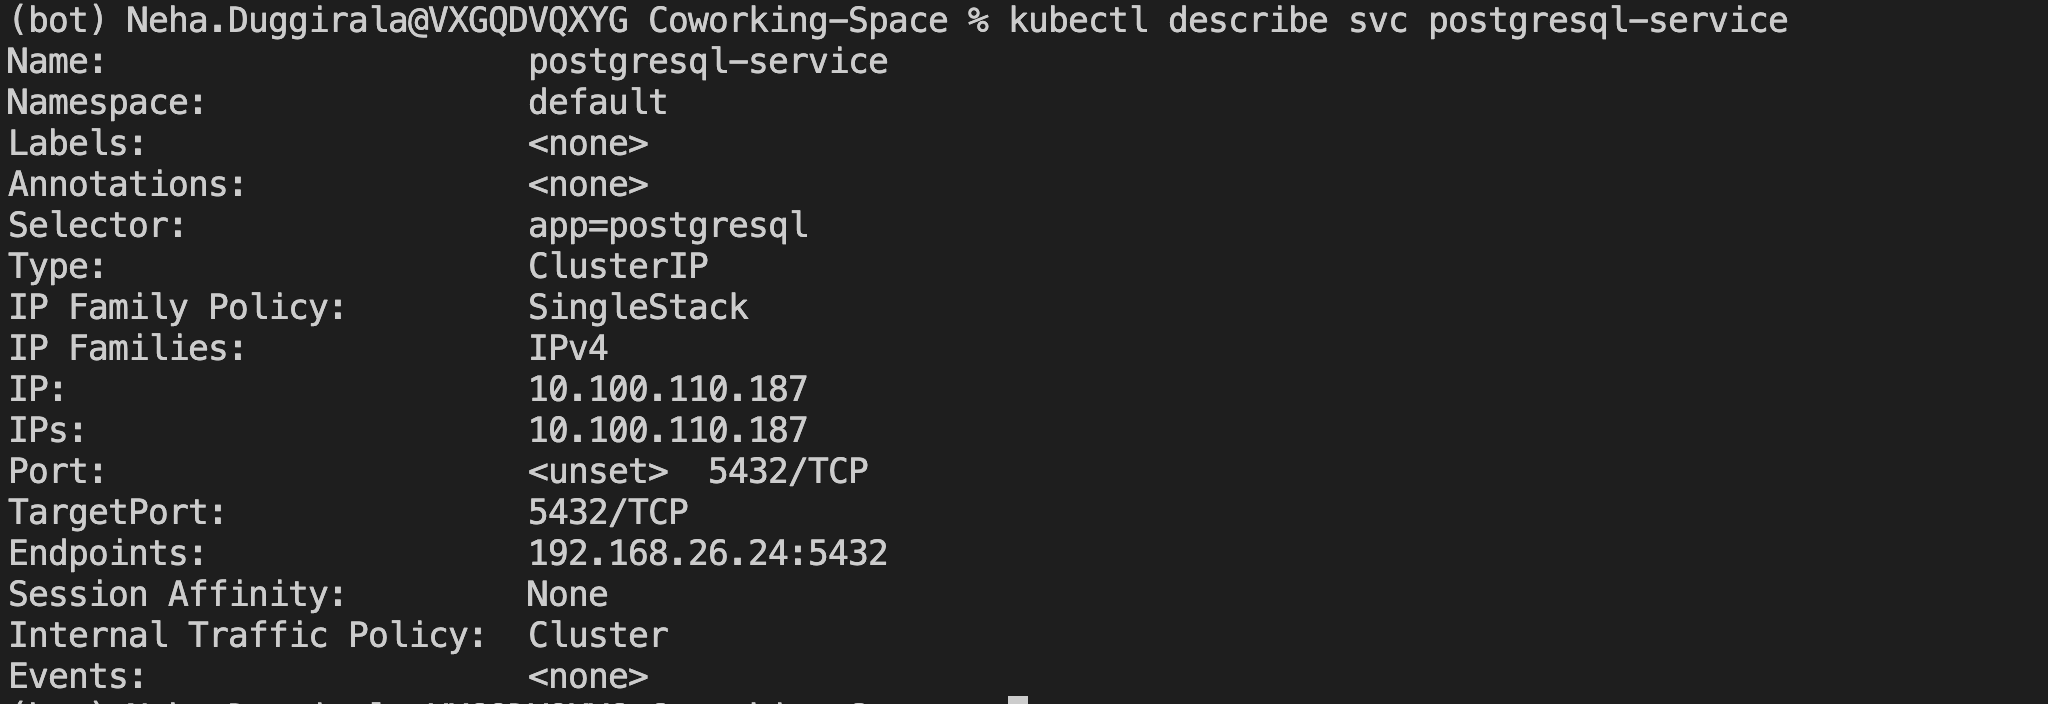 (bot) Neha.Duggirala@VXGQDVQXYG Coworking-Space % kubectl describe svc postgresql-service
Name:                     postgresql-service
Namespace:                default
Labels:                   <none>
Annotations:              <none>
Selector:                 app=postgresql
Type:                     ClusterIP
IP Family Policy:         SingleStack
IP Families:              IPv4
IP:                       10.100.110.187
IPs:                      10.100.110.187
Port:                     <unset>  5432/TCP
TargetPort:               5432/TCP
Endpoints:                192.168.26.24:5432
Session Affinity:         None
Internal Traffic Policy:  Cluster
Events:                   <none>